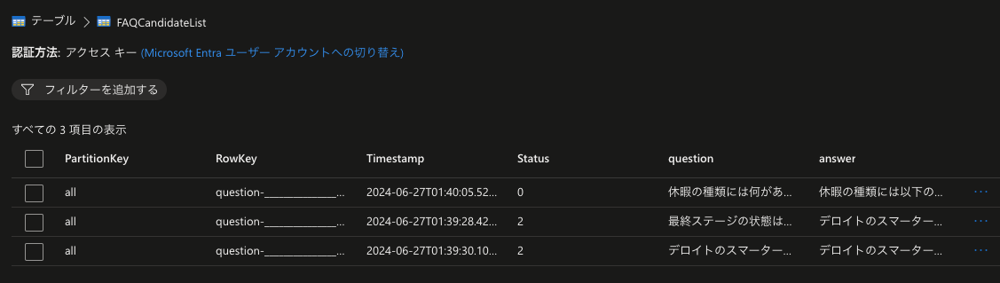 テーブル > FAQCandidateList
認証方法: アクセス キー (Microsoft Entra ユーザー アカウントへの切り替え)
フィルターを追加する
すべての 3 項目の表示
PartitionKey RowKey Timestamp Status question answer
all question-_______________... 2024-06-27T01:40:05.52... 0 休暇の種類には何があ... 休暇の種類には以下の... ...
all question-_______________... 2024-06-27T01:39:28.42... 2 最終ステージの状態は... デロイトのスマーター... ...
all question-_______________... 2024-06-27T01:39:30.10... 2 デロイトのスマーター... デロイトのスマーター... ...